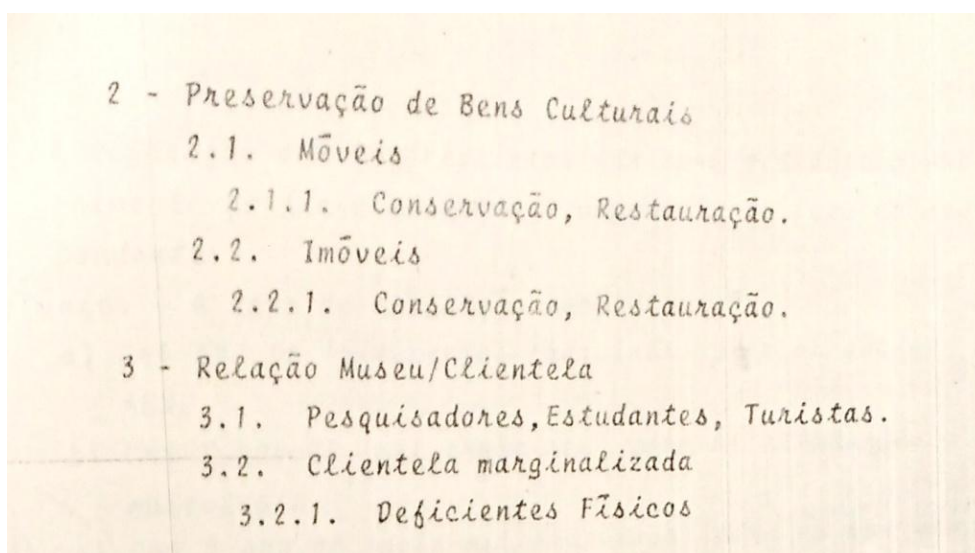 2 - Preservação de Bens Culturais
2.1. Móveis
2.1.1. Conservação, Restauração.
2.2. Imóveis
2.2.1. Conservação, Restauração.
3 - Relação Museu/Clientela
3.1. Pesquisadores, Estudantes, Turistas.
3.2. Clientela marginalizada
3.2.1. Deficientes Físicos